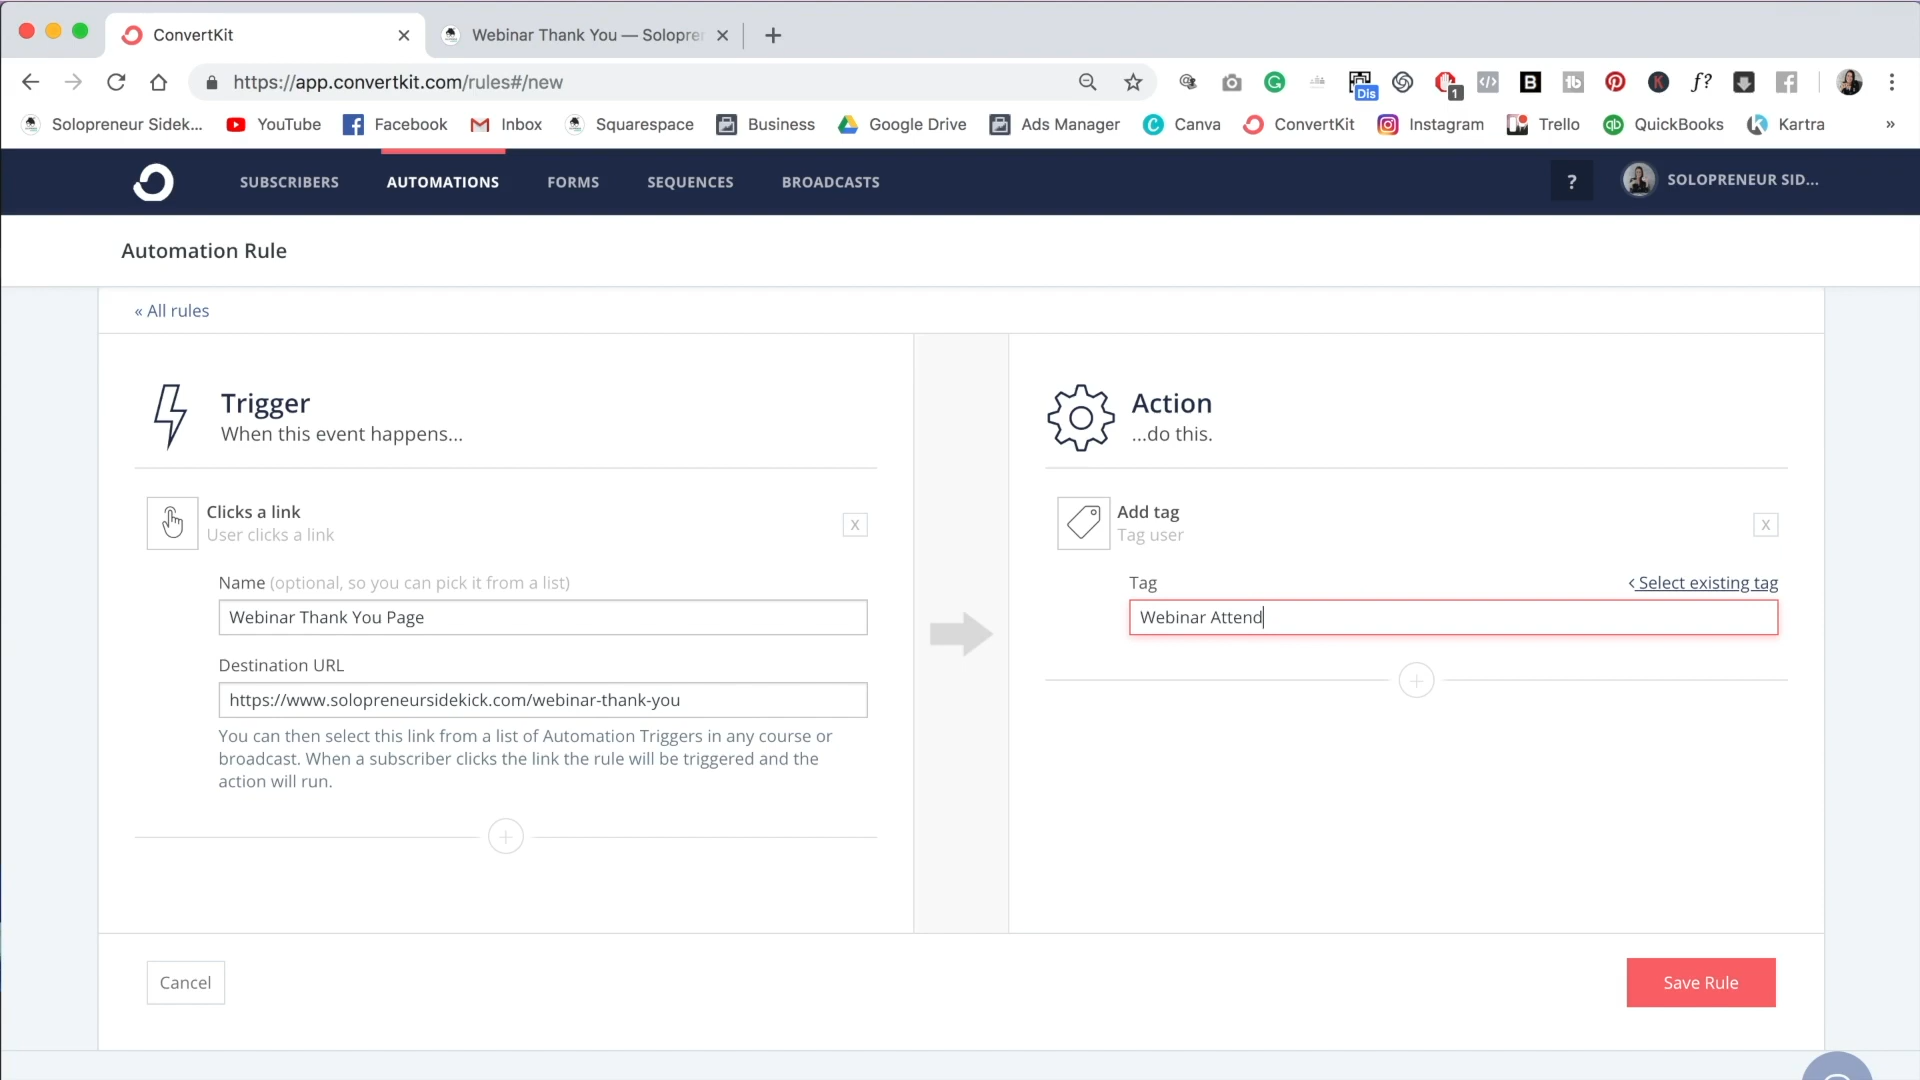 ConvertKit
Webinar Thank You — Solopre
https://app.convertkit.com/rules#/new
Dis
1
f?
Solopreneur Sidek...
YouTube
Facebook
Inbox
Squarespace
Business
Google Drive
Ads Manager
Canva
ConvertKit
Instagram
Trello
QuickBooks
Kartra
»
SUBSCRIBERS
AUTOMATIONS
FORMS
SEQUENCES
BROADCASTS
?
SOLOPRENEUR SID...
Automation Rule
« All rules
Trigger
When this event happens...
Action
...do this.
Clicks a link
User clicks a link
X
Add tag
Tag user
X
Name (optional, so you can pick it from a list)
Webinar Thank You Page
Tag
‹ Select existing tag
Webinar Attend
Destination URL
https://www.solopreneursidekick.com/webinar-thank-you
You can then select this link from a list of Automation Triggers in any course or
broadcast. When a subscriber clicks the link the rule will be triggered and the
action will run.
Cancel
Save Rule